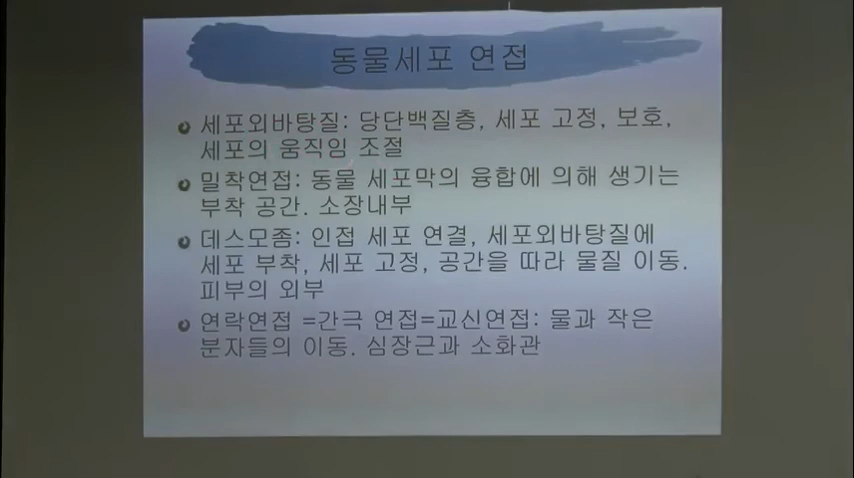 동물세포 연접
세포외바탕질: 당단백질층, 세포 고정, 보호,
세포의 움직임 조절
밀착연접: 동물 세포막의 융합에 의해 생기는
부착 공간. 소장내부
데스모좀: 인접 세포 연결, 세포외바탕질에
세포 부착, 세포 고정, 공간을 따라 물질 이동.
피부의 외부
연락연접 =간극 연접=교신연접: 물과 작은
분자들의 이동. 심장근과 소화관